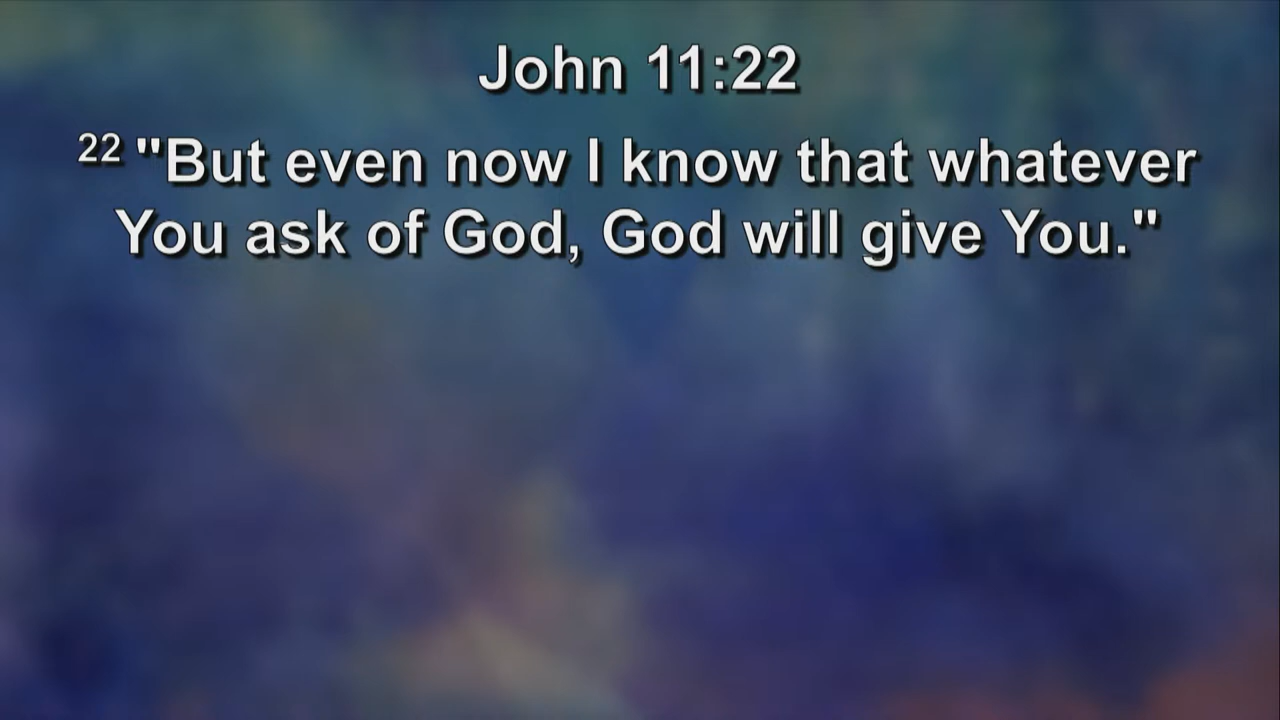 John 11:22
22 "But even now I know that whatever
You ask of God, God will give You."